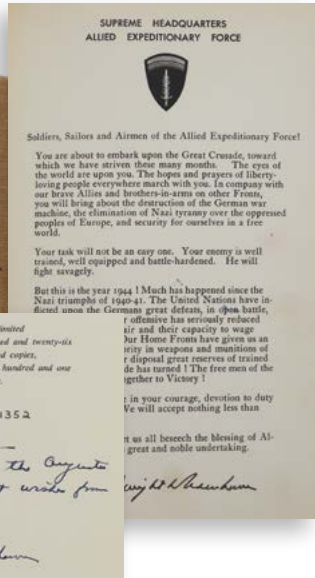 SUPREME HEADQUARTERS
ALLIED EXPEDITIONARY FORCE
Soldiers, Sailors and Airmen of the Allied Expeditionary Force!
You are about to embark upon the Great Crusade, toward
which we have striven these many months. The eyes of
the world are upon you. The hopes and prayers of liberty-
loving people everywhere march with you. In company with
our brave Allies and brothers-in-arms on other Fronts,
you will bring about the destruction of the German war
machine, the elimination of Nazi tyranny over the oppressed
peoples of Europe, and security for ourselves in a free
world.
Your task will not be an easy one. Your enemy is well
trained, well equipped and battle-hardened. He will
fight savagely.
But this is the year 1944 ! Much has happened since the
Nazi triumphs of 1940-41. The United Nations have in-
flicted upon the Germans great defeats, in open battle,
offensive has seriously reduced
air and their capacity to wage
Our Home Fronts have given us an
ority in weapons and munitions of
disposal great reserves of trained
de has turned ! The free men of the
gether to Victory !
in your courage, devotion to duty
We will accept nothing less than
t us all beseech the blessing of Al-
great and noble undertaking.
Dwight D Eisenhower
limited
ed and twenty-six
d copies,
hundred and one
1352
the Augusta
t wishes from